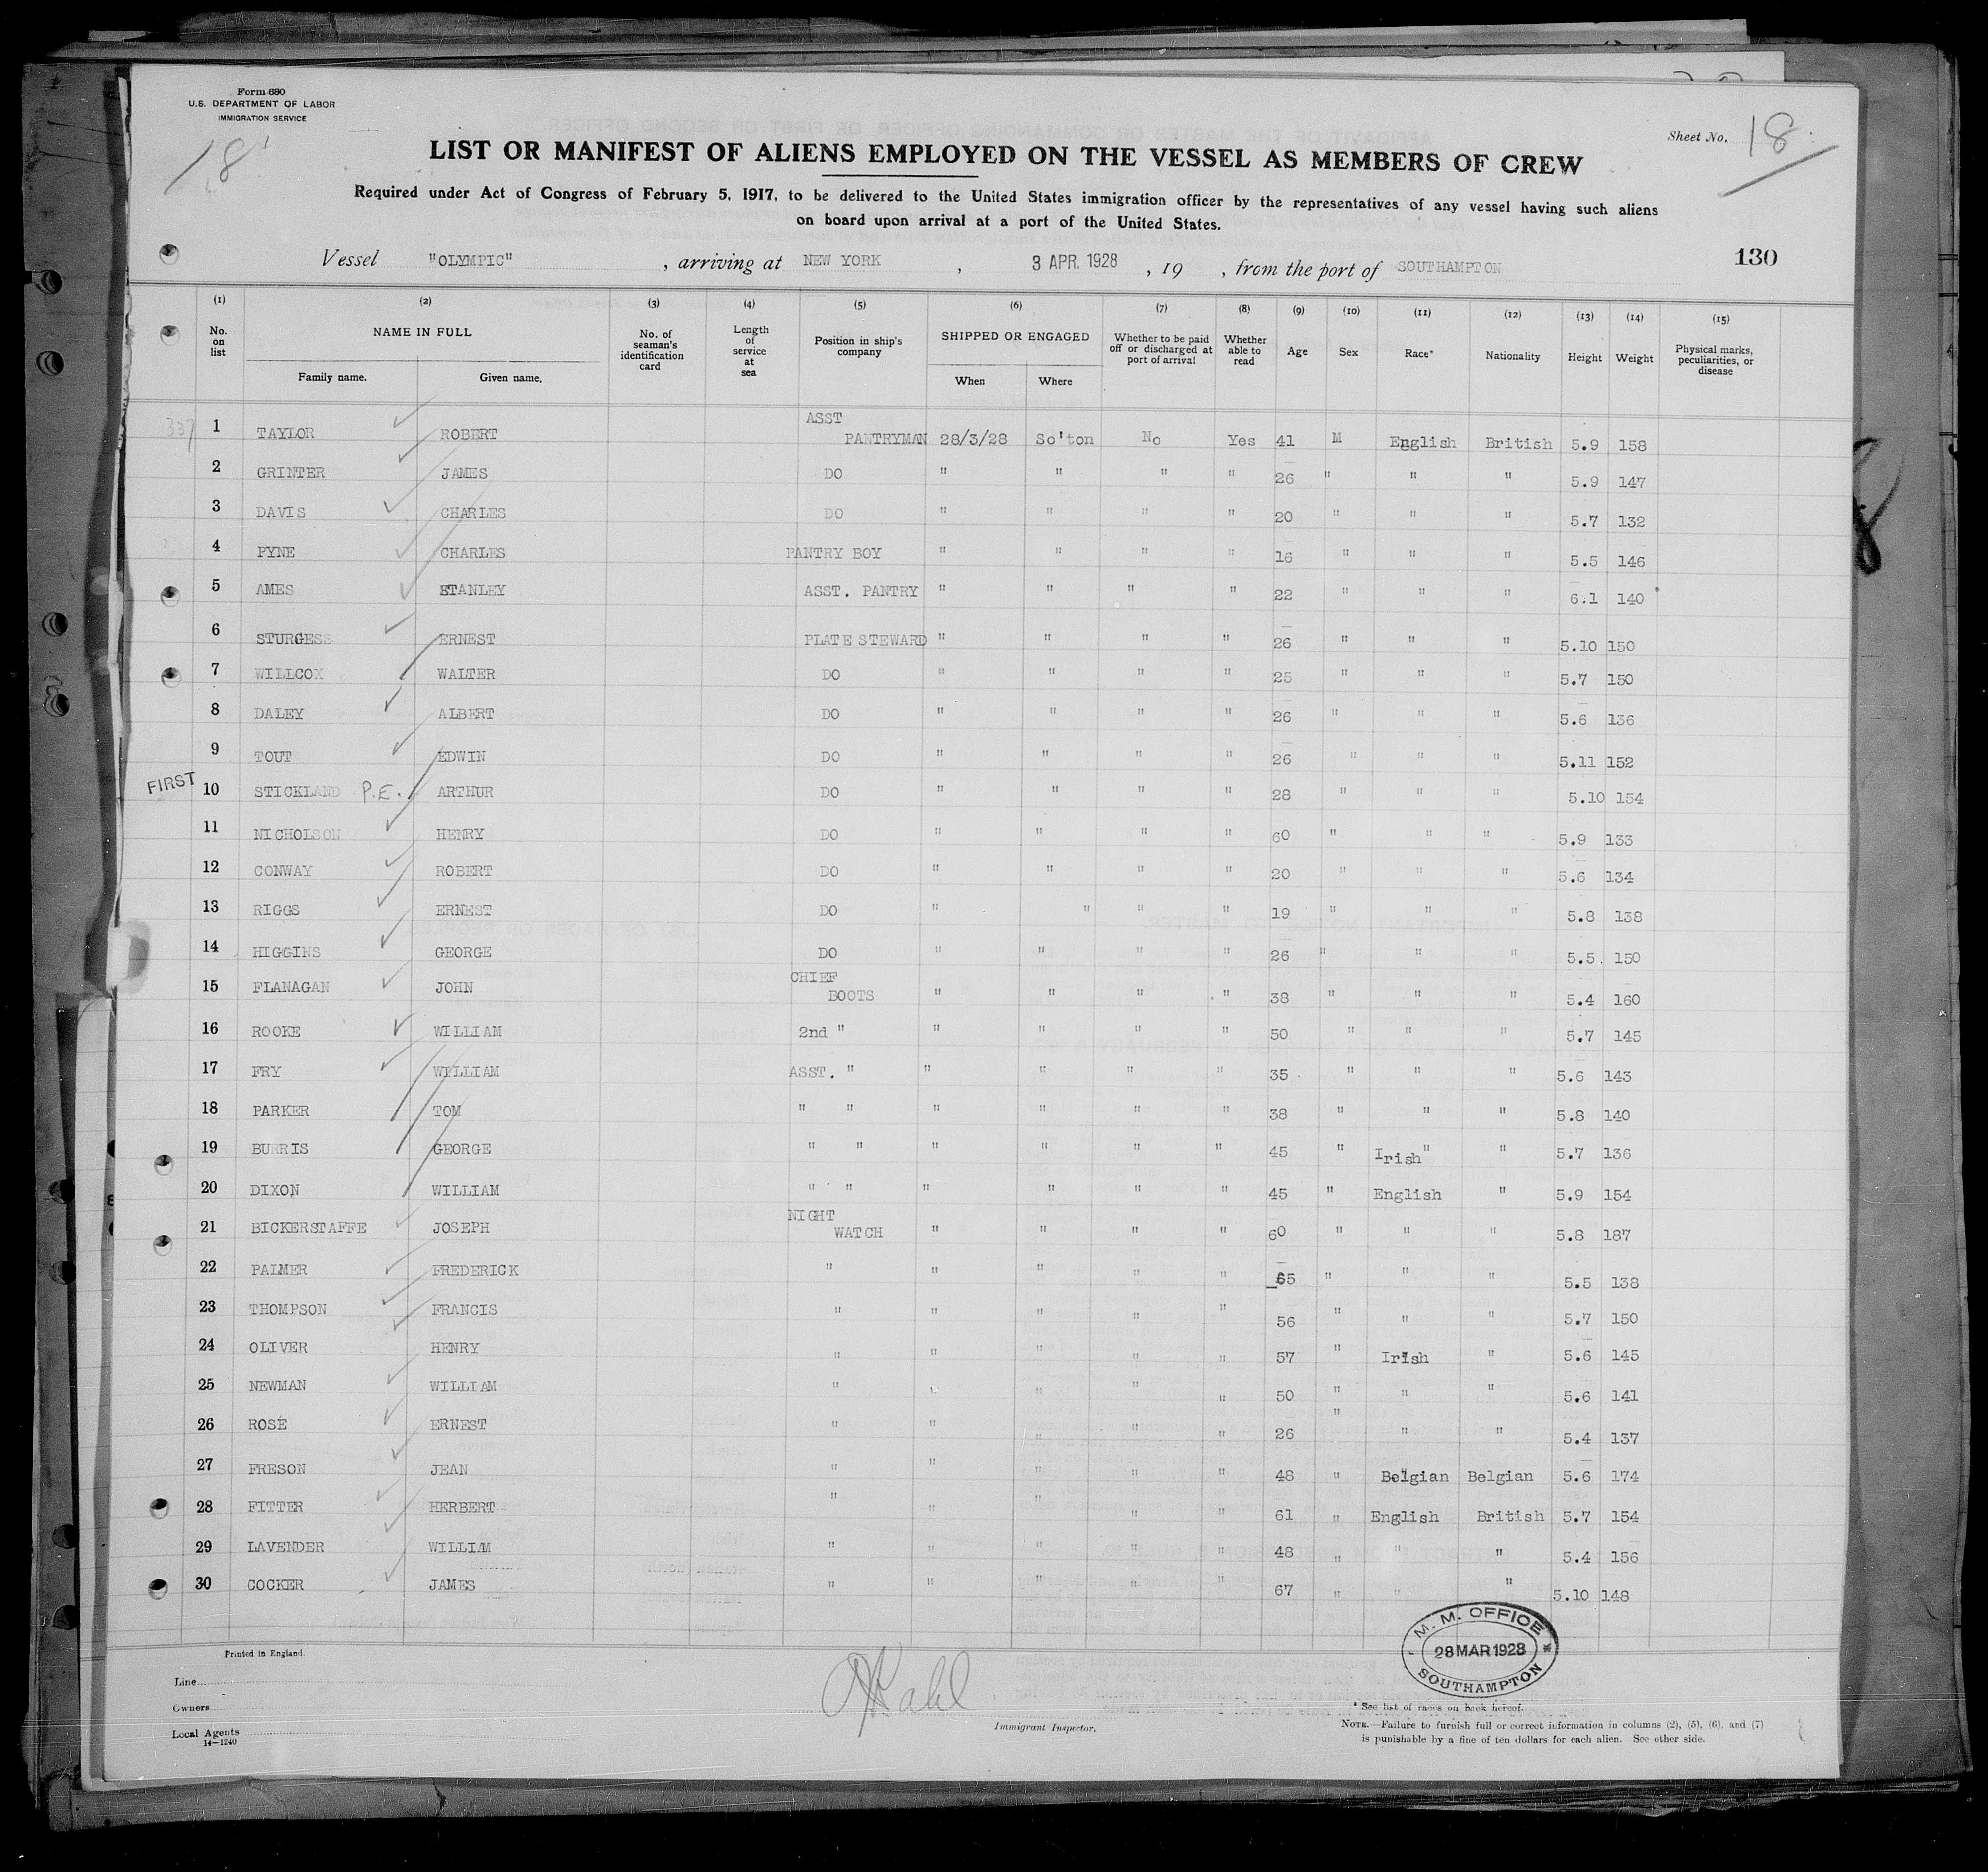 Form 680
U.S. DEPARTMENT OF LABOR
IMMIGRATION SERVICE
18
Sheet No. 18
LIST OR MANIFEST OF ALIENS EMPLOYED ON THE VESSEL AS MEMBERS OF CREW
Required under Act of Congress of February 5, 1917, to be delivered to the United States immigration officer by the representatives of any vessel having such aliens
on board upon arrival at a port of the United States.
130
Vessel "OLYMPIC", arriving at NEW YORK, 3 APR. 1928, 19 , from the port of SOUTHAMPTON
(1) (2) (3) (4) (5) (6) (7) (8) (9) (10) (11) (12) (13) (14) (15)
No. on list NAME IN FULL Family name. Given name. No. of seaman's identification card Length of service at sea Position in ship's company SHIPPED OR ENGAGED When Where Whether to be paid off or discharged at port of arrival Whether able to read Age Sex Race* Nationality Height Weight Physical marks, peculiarities, or disease
337 1 TAYLOR ROBERT ASST PANTRYMAN 28/3/28 So'ton No Yes 41 M English British 5.9 158
2 GRINTER JAMES DO " " " " 26 " " " 5.9 147
3 DAVIS CHARLES DO " " " " 20 " " " 5.7 132
4 PYNE CHARLES PANTRY BOY " " " " 16 " " " 5.5 146
5 AMES STANLEY ASST. PANTRY " " " " 22 " " " 6.1 140
6 STURGESS ERNEST PLATE STEWARD " " " " 26 " " " 5.10 150
7 WILLCOX WALTER DO " " " " 25 " " " 5.7 150
8 DALEY ALBERT DO " " " " 26 " " " 5.6 136
9 TOUT EDWIN DO " " " " 26 " " " 5.11 152
FIRST 10 STICKLAND P.E. ARTHUR DO " " " " 28 " " " 5.10 154
11 NICHOLSON HENRY DO " " " " 60 " " " 5.9 133
12 CONWAY ROBERT DO " " " " 20 " " " 5.6 134
13 RIGGS ERNEST DO " " " " 19 " " " 5.8 138
14 HIGGINS GEORGE DO " " " " 26 " " " 5.5 150
15 FLANAGAN JOHN CHIEF BOOTS " " " " 38 " " " 5.4 160
16 ROOKE WILLIAM 2nd " " " " " 50 " " " 5.7 145
17 FRY WILLIAM ASST. " " " " " 35 " " " 5.6 143
18 PARKER TOM " " " " " " 38 " " " 5.8 140
19 BURRIS GEORGE " " " " " " 45 " Irish" " 5.7 136
20 DIXON WILLIAM " " " " " " 45 " English " 5.9 154
21 BICKERSTAFFE JOSEPH NIGHT WATCH " " " " 60 " " " 5.8 187
22 PALMER FREDERICK " " " " " 65 " " " 5.5 138
23 THOMPSON FRANCIS " " " " " 56 " " " 5.7 150
24 OLIVER HENRY " " " " " 57 " Irish " 5.6 145
25 NEWMAN WILLIAM " " " " " 50 " " " 5.6 141
26 ROSE ERNEST " " " " " 26 " " " 5.4 137
27 FRESON JEAN " " " " " 48 " Belgian Belgian 5.6 174
28 FITTER HERBERT " " " " " 61 " English British 5.7 154
29 LAVENDER WILLIAM " " " " " 48 " " " 5.4 156
30 COCKER JAMES " " " " " 67 " " " 5.10 148
M. M. OFFICE
28 MAR 1928
SOUTHAMPTON
Printed in England.
Line
Owners
Local Agents
14—1240
Immigrant Inspector.
* See list of races on back hereof.
NOTE.—Failure to furnish full or correct information in columns (2), (5), (6), and (7)
is punishable by a fine of ten dollars for each alien. See other side.